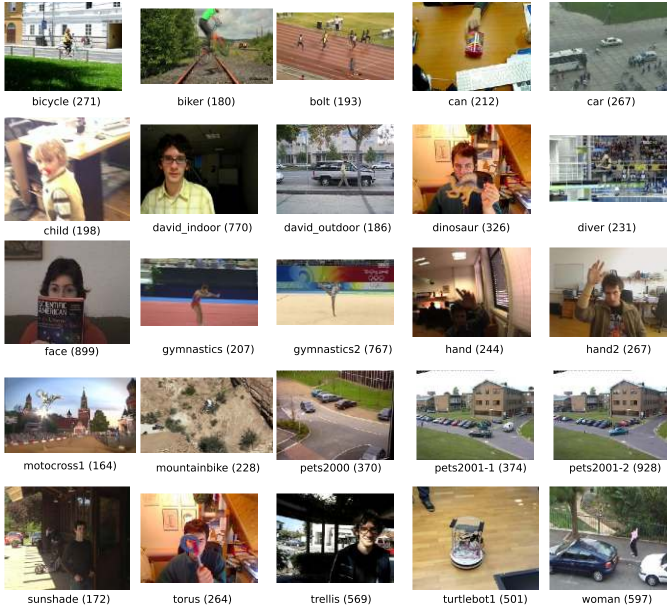 bicycle (271)
biker (180)
bolt (193)
can (212)
car (267)
child (198)
david_indoor (770)
david_outdoor (186)
dinosaur (326)
diver (231)
SCIENTIFIC
AMERICAN
face (899)
gymnastics (207)
gymnastics2 (767)
hand (244)
hand2 (267)
motocross1 (164)
mountainbike (228)
pets2000 (370)
pets2001-1 (374)
pets2001-2 (928)
sunshade (172)
torus (264)
trellis (569)
turtlebot1 (501)
woman (597)